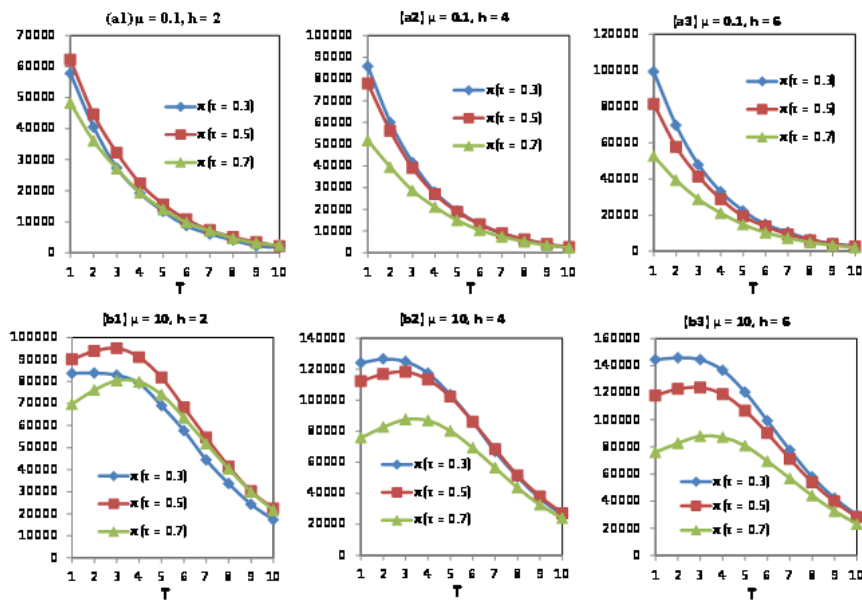 (a1) μ = 0.1, h = 2
70000
60000
50000
40000
30000
20000
10000
0
π(τ = 0.3)
π(τ = 0.5)
π(τ = 0.7)
1 2 3 4 5 6 7 8 9 10
T
(a2) μ = 0.1, h = 4
100000
90000
80000
70000
60000
50000
40000
30000
20000
10000
0
π(τ = 0.3)
π(τ = 0.5)
π(τ = 0.7)
1 2 3 4 5 6 7 8 9 10
T
(a3) μ = 0.1, h = 6
120000
100000
80000
60000
40000
20000
0
π(τ = 0.3)
π(τ = 0.5)
π(τ = 0.7)
1 2 3 4 5 6 7 8 9 10
T
(b1) μ = 10, h = 2
100000
90000
80000
70000
60000
50000
40000
30000
20000
10000
0
π(τ = 0.3)
π(τ = 0.5)
π(τ = 0.7)
1 2 3 4 5 6 7 8 9 10
T
(b2) μ = 10, h = 4
140000
120000
100000
80000
60000
40000
20000
0
π(τ = 0.3)
π(τ = 0.5)
π(τ = 0.7)
1 2 3 4 5 6 7 8 9 10
T
(b3) μ = 10, h = 6
160000
140000
120000
100000
80000
60000
40000
20000
0
π(τ = 0.3)
π(τ = 0.5)
π(τ = 0.7)
1 2 3 4 5 6 7 8 9 10
T